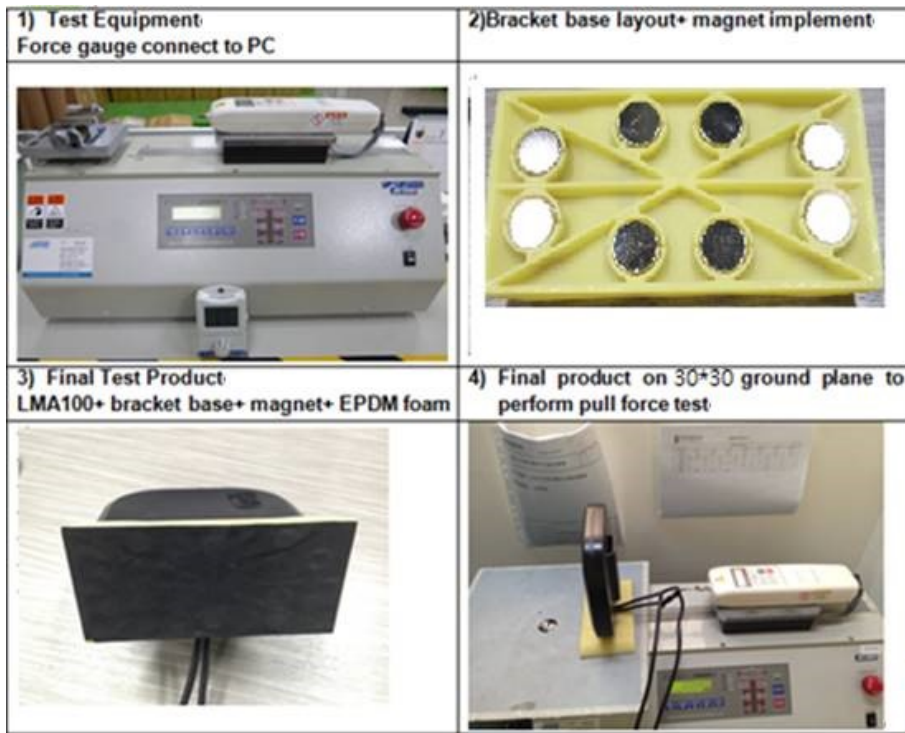 1) Test Equipment
Force gauge connect to PC
2)Bracket base layout+ magnet implement
3) Final Test Product
LMA100+ bracket base+ magnet+ EPDM foam
4) Final product on 30*30 ground plane to
perform pull force test